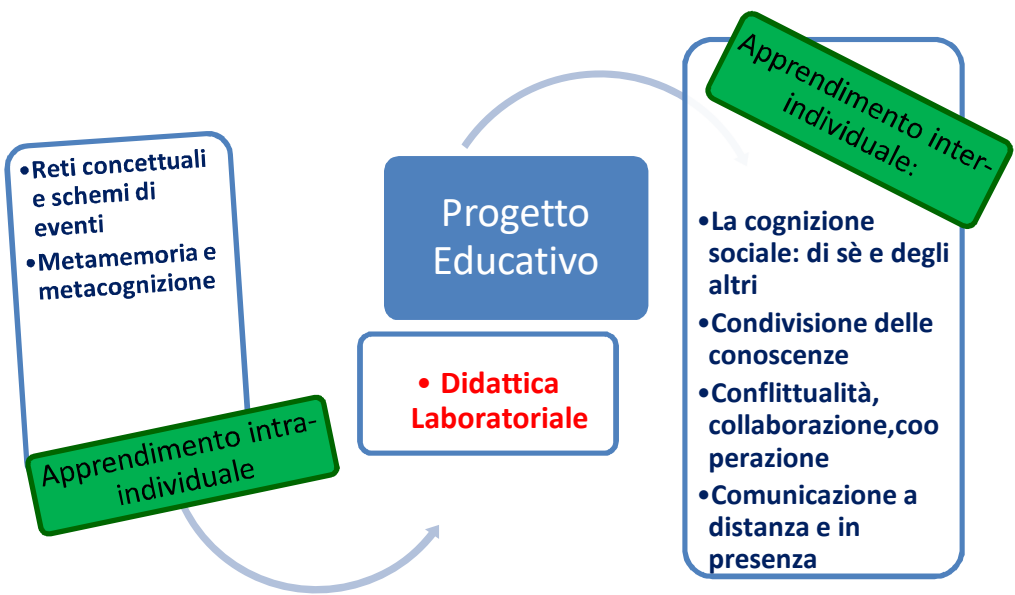 •Reti concettuali
e schemi di
eventi
•Metamemoria e
metacognizione
Apprendimento intra-
individuale
Progetto
Educativo
• Didattica
Laboratoriale
Apprendimento inter-
individuale:
•La cognizione
sociale: di sè e degli
altri
•Condivisione delle
conoscenze
•Conflittualità,
collaborazione,coo
perazione
•Comunicazione a
distanza e in
presenza